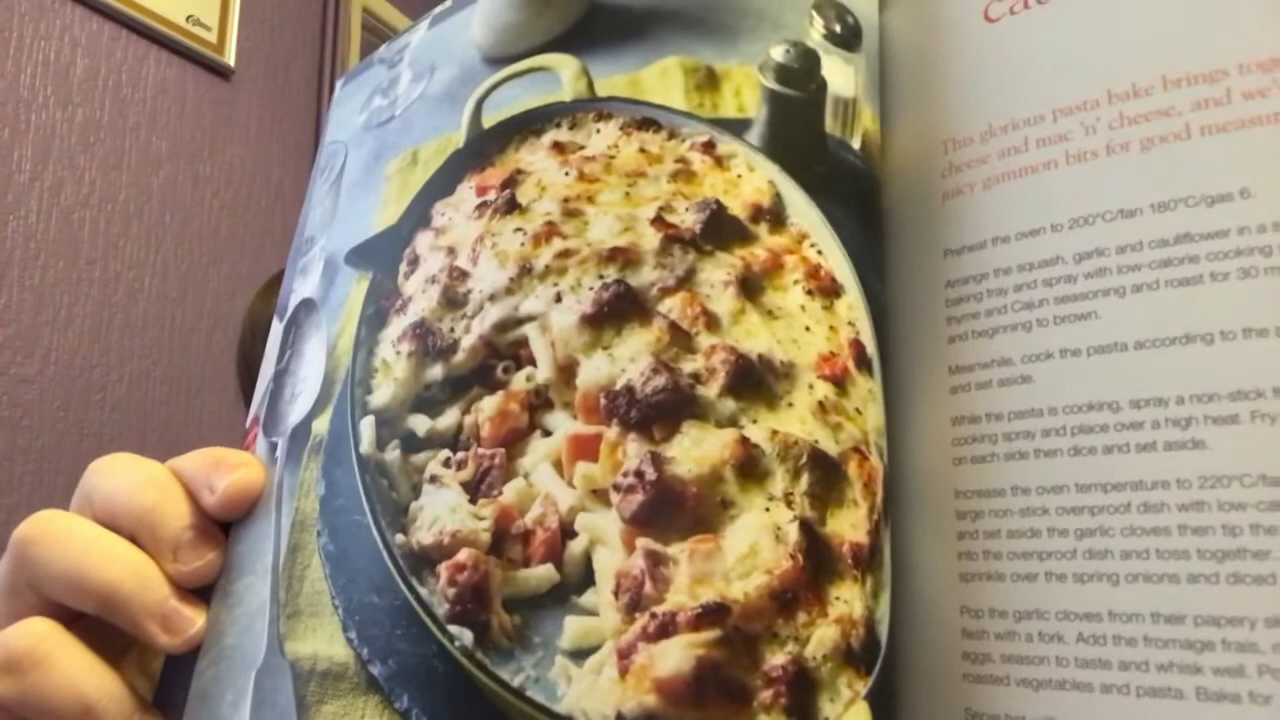 This glorious pasta bake brings
cheese and mac 'n' cheese, and
juicy gammon bits for good
Preheat the oven to 200°C/fan 180°C/gas 6.
Arrange the squash, garlic and cauliflower in a
baking tray and spray with low-calorie cooking
thyme and Cajun seasoning and roast for 30
and beginning to brown.
Meanwhile, cook the pasta according to the
and set aside.
While the pasta is cooking, spray a non-stick
cooking spray and place over a high heat. Fry
on each side then dice and set aside.
Increase the oven temperature to 220°C/
large non-stick ovenproof dish with
and set aside the garlic cloves then tip the
into the ovenproof dish and toss together.
sprinkle over the spring onions and diced
Pop the garlic cloves from their papery
flesh with a fork. Add the fromage frais,
eggs, season to taste and whisk well.
roasted vegetables and pasta. Bake for